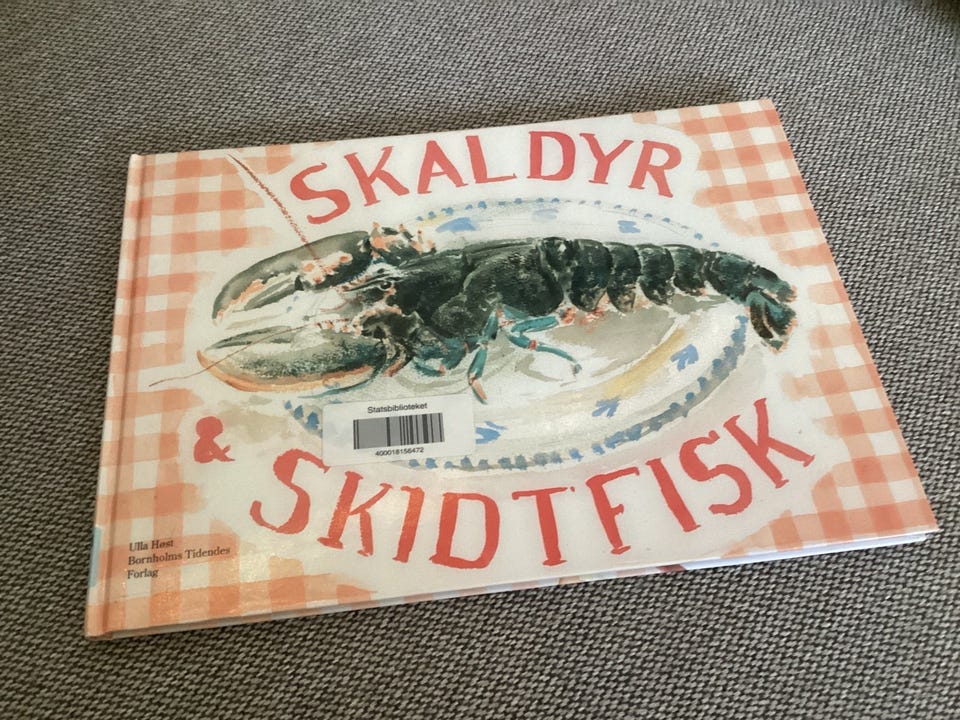 SKALDYR
Statsbiblioteket
400018156472
& SKIDTFISK
Ulla Høst
Bornholms Tidendes
Forlag